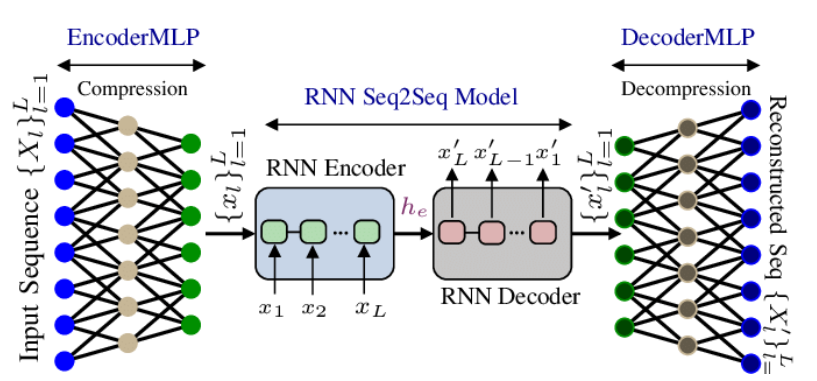 EncoderMLP
Compression
Input Sequence {X_l}_{l=1}^L
{x_l}_{l=1}^L
RNN Seq2Seq Model
RNN Encoder
...
x_1 x_2 x_L
h_e
x'_L x'_{L-1} x'_1
...
RNN Decoder
{x'_l}_{l=1}^L
DecoderMLP
Decompression
Reconstructed Seq {X'_l}_{l=}^L